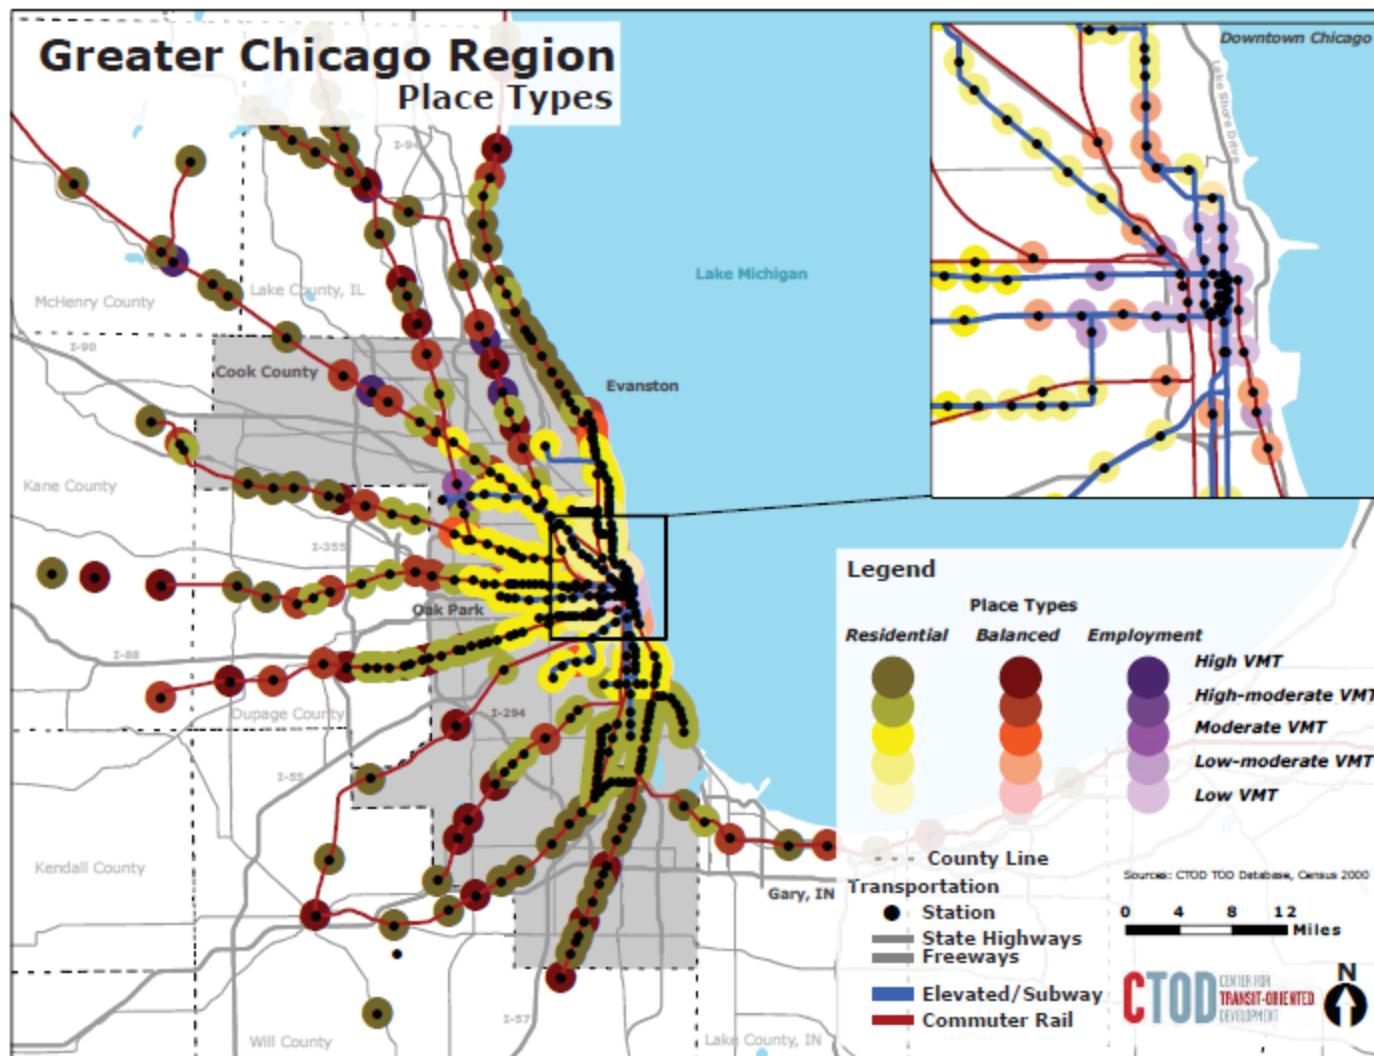 Greater Chicago Region
Place Types
Downtown Chicago
Lake Shore Drive
I-94
Lake Michigan
McHenry County
Lake County, IL
I-90
Cook County
Evanston
Kane County
I-355
Oak Park
I-88
Dupage County
I-294
I-55
Kendall County
Gary, IN
I-57
Will County
Lake County, IN
Legend
Place Types
Residential Balanced Employment
High VMT
High-moderate VMT
Moderate VMT
Low-moderate VMT
Low VMT
County Line
Transportation
Station
State Highways
Freeways
Elevated/Subway
Commuter Rail
Sources: CTOD TOD Database, Census 2000
0 4 8 12
Miles
N
CTOD
CENTER FOR
TRANSIT-ORIENTED
DEVELOPMENT